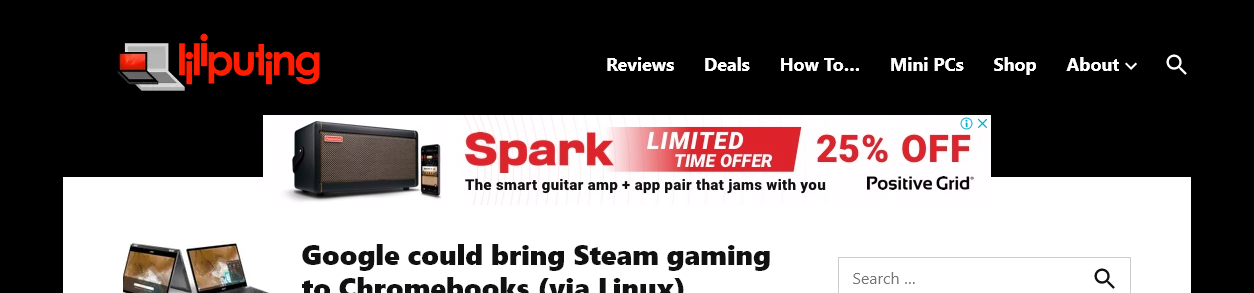 liliputing
Reviews Deals How To... Mini PCs Shop About
Spark LIMITED TIME OFFER 25% OFF
The smart guitar amp + app pair that jams with you Positive Grid
Google could bring Steam gaming
to Chromebooks (via Linux)
Search ...